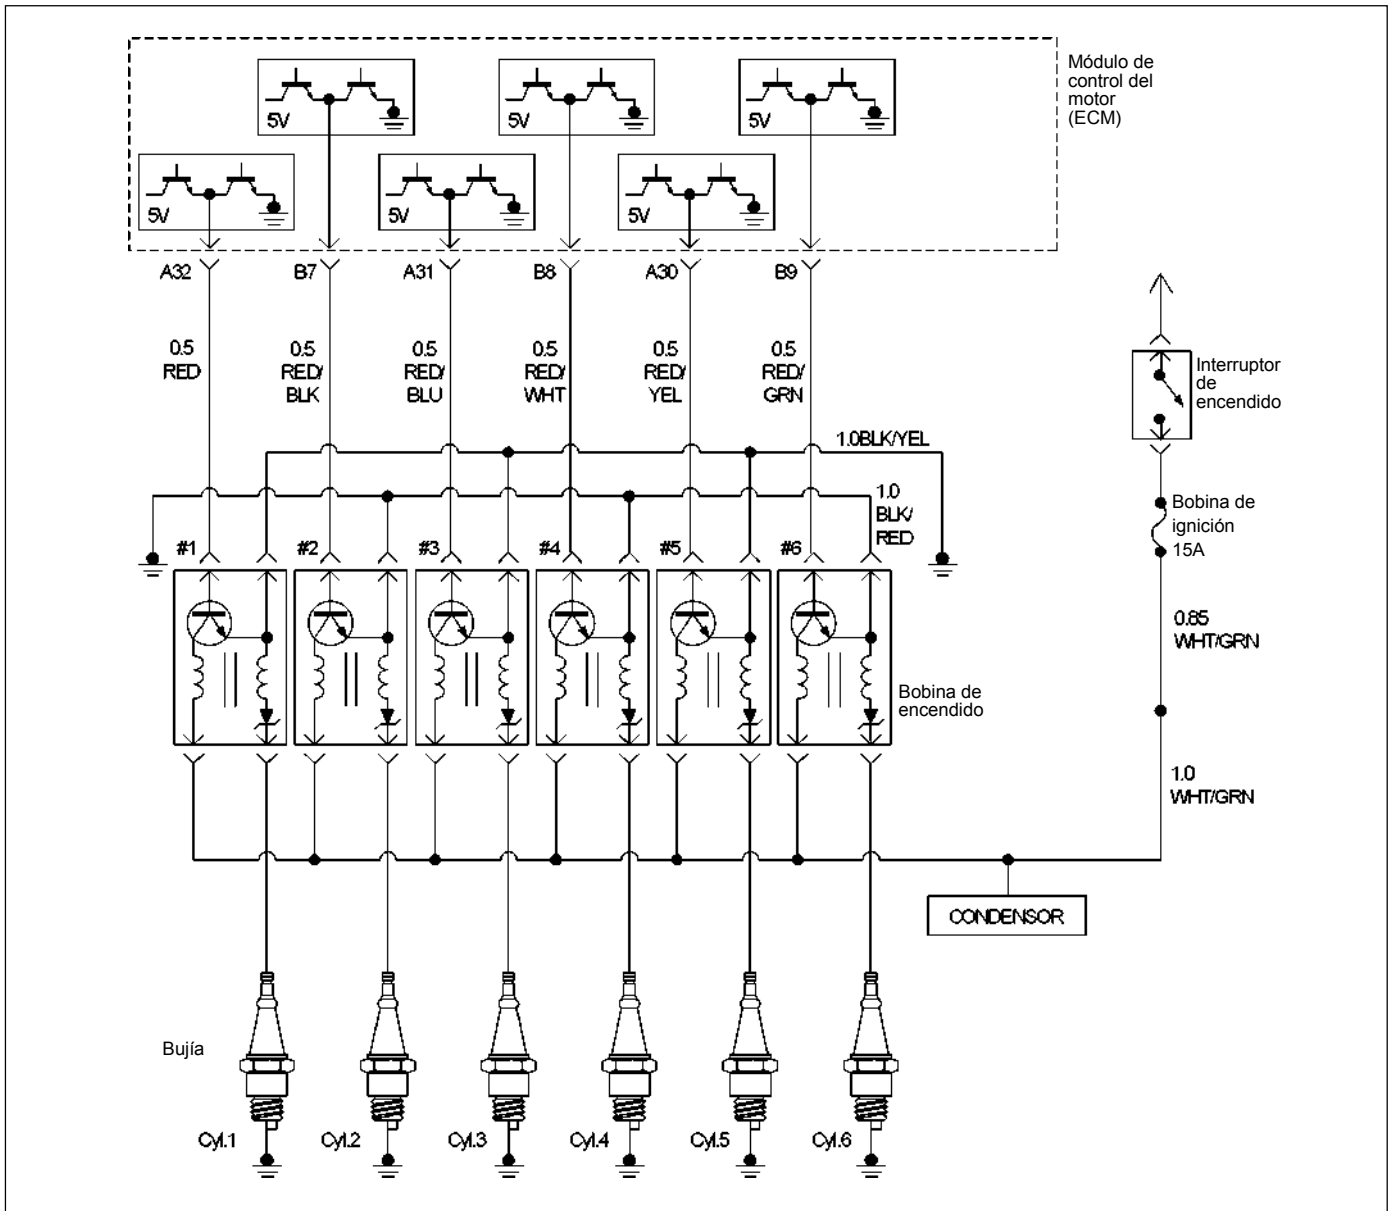 Módulo de
control del
motor
(ECM)
5V
5V
5V
5V
5V
5V
A32
B7
A31
B8
A30
B9
0.5
RED
0.5
RED/
BLK
0.5
RED/
BLU
0.5
RED/
WHT
0.5
RED/
YEL
0.5
RED/
GRN
Interruptor
de
encendido
1.0BLK/YEL
1.0
BLK/
RED
Bobina de
ignición
15A
#1
#2
#3
#4
#5
#6
0.85
WHT/GRN
Bobina de
encendido
1.0
WHT/GRN
CONDENSOR
Bujía
Cyl.1
Cyl.2
Cyl.3
Cyl.4
Cyl.5
Cyl.6